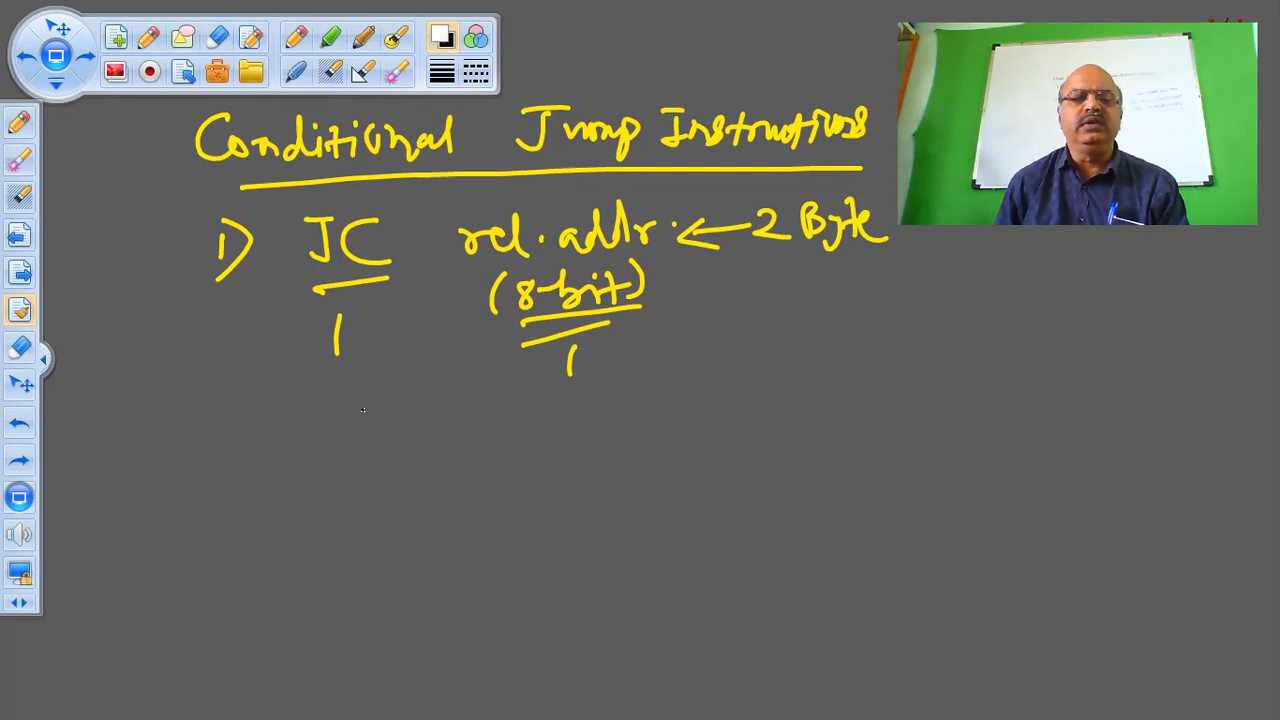 Conditional Jump Instructions
1) JC rel. addr. ← 2 Byte
(8-bit)
1 1